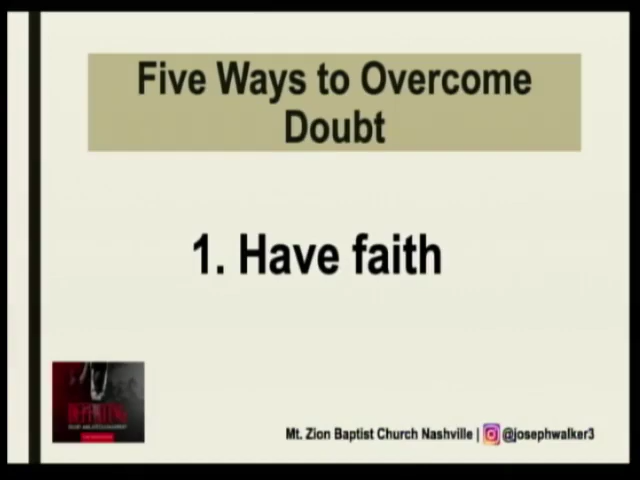 Five Ways to Overcome
Doubt
1. Have faith
Mt. Zion Baptist Church Nashville | @josephwalker3